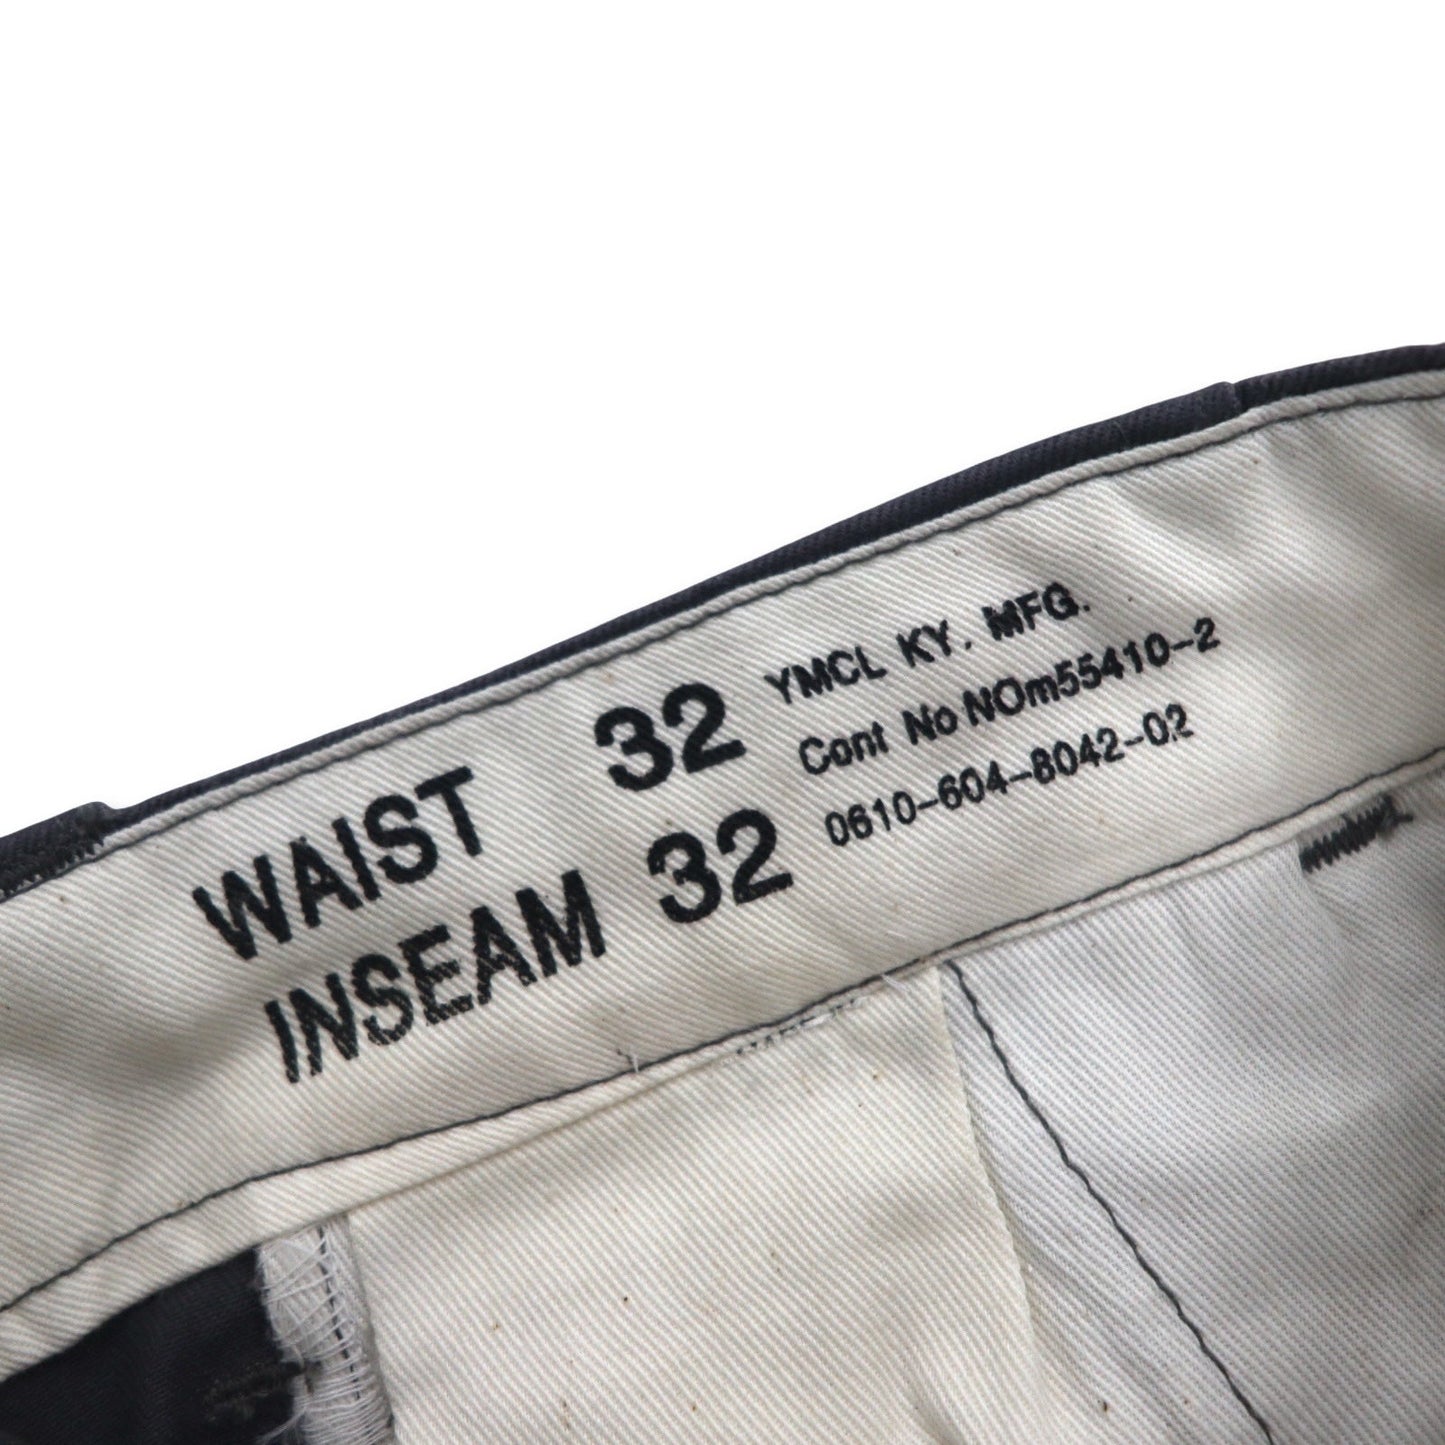 WAIST 32
INSEAM 32
YMCL KY. MFG.
Cont No NOm55410-2
0610-604-8042-02